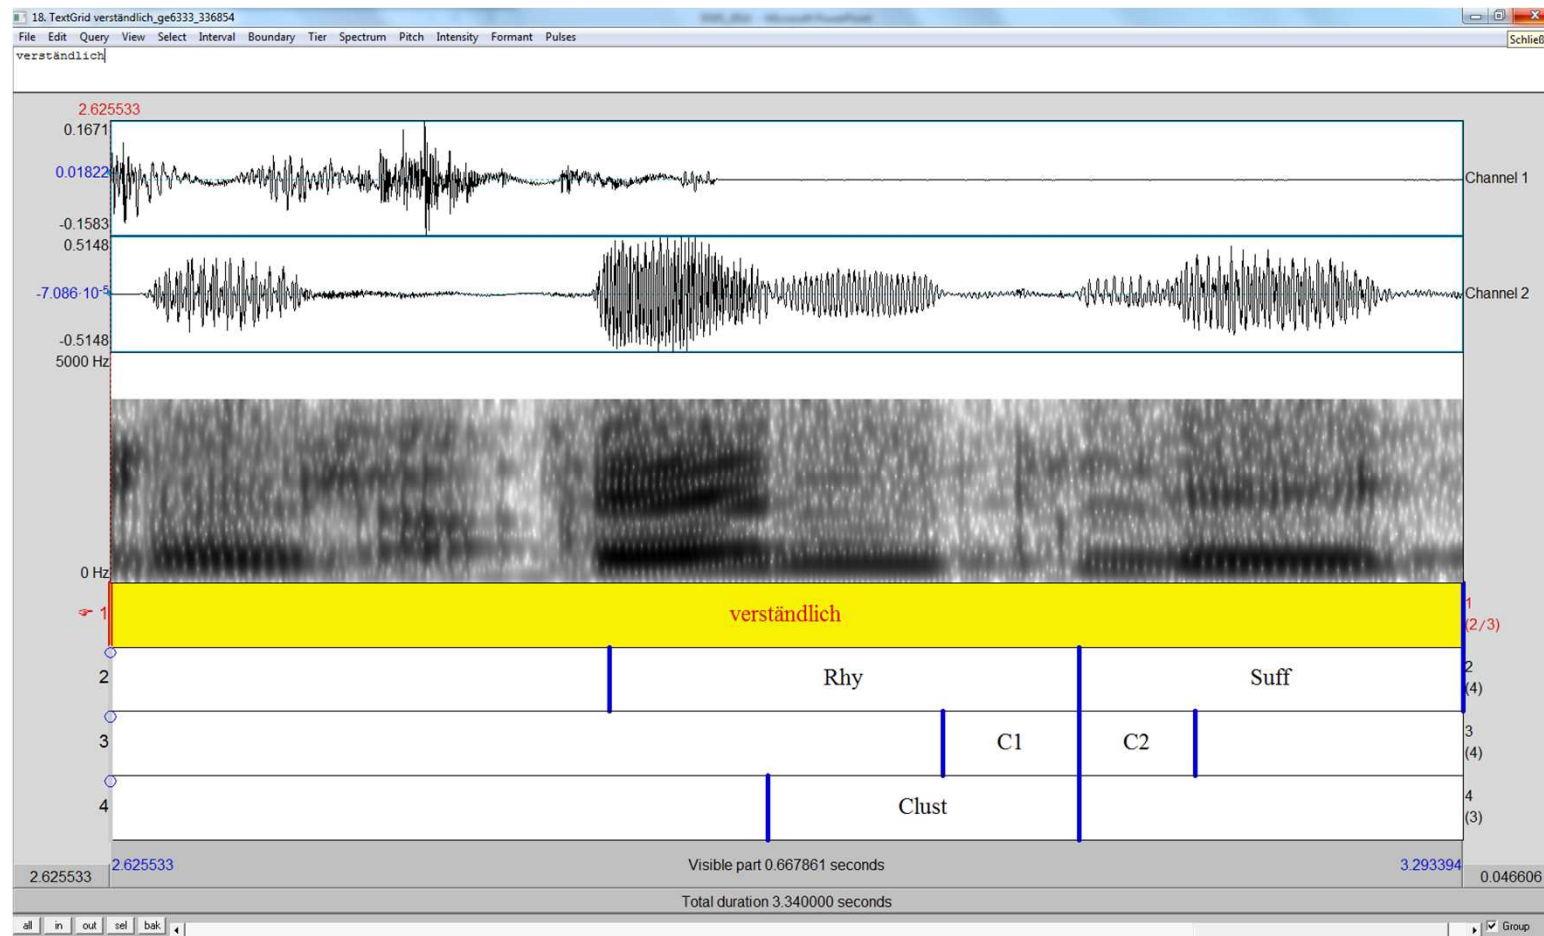 18. TextGrid verständlich_ge6333_336854
File Edit Query View Select Interval Boundary Tier Spectrum Pitch Intensity Formant Pulses
Schließ
verständlich
2.625533
0.1671
0.01822
-0.1583
Channel 1
0.5148
-7.086·10-5
-0.5148
Channel 2
5000 Hz
0 Hz
☞ 1 verständlich 1
(2/3)
2 Rhy Suff 2
(4)
3 C1 C2 3
(4)
4 Clust 4
(3)
2.625533 2.625533 Visible part 0.667861 seconds 3.293394 0.046606
Total duration 3.340000 seconds
all in out sel bak Group